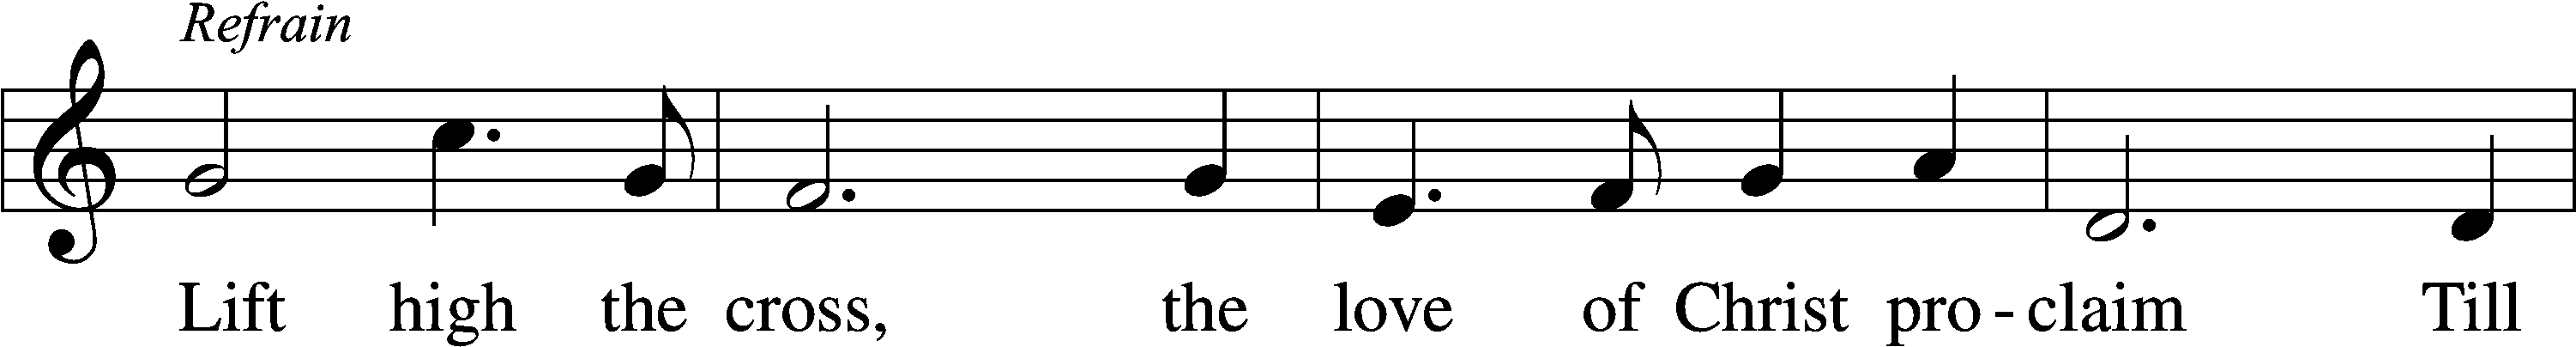 Refrain
Lift high the cross, the love of Christ pro - claim Till